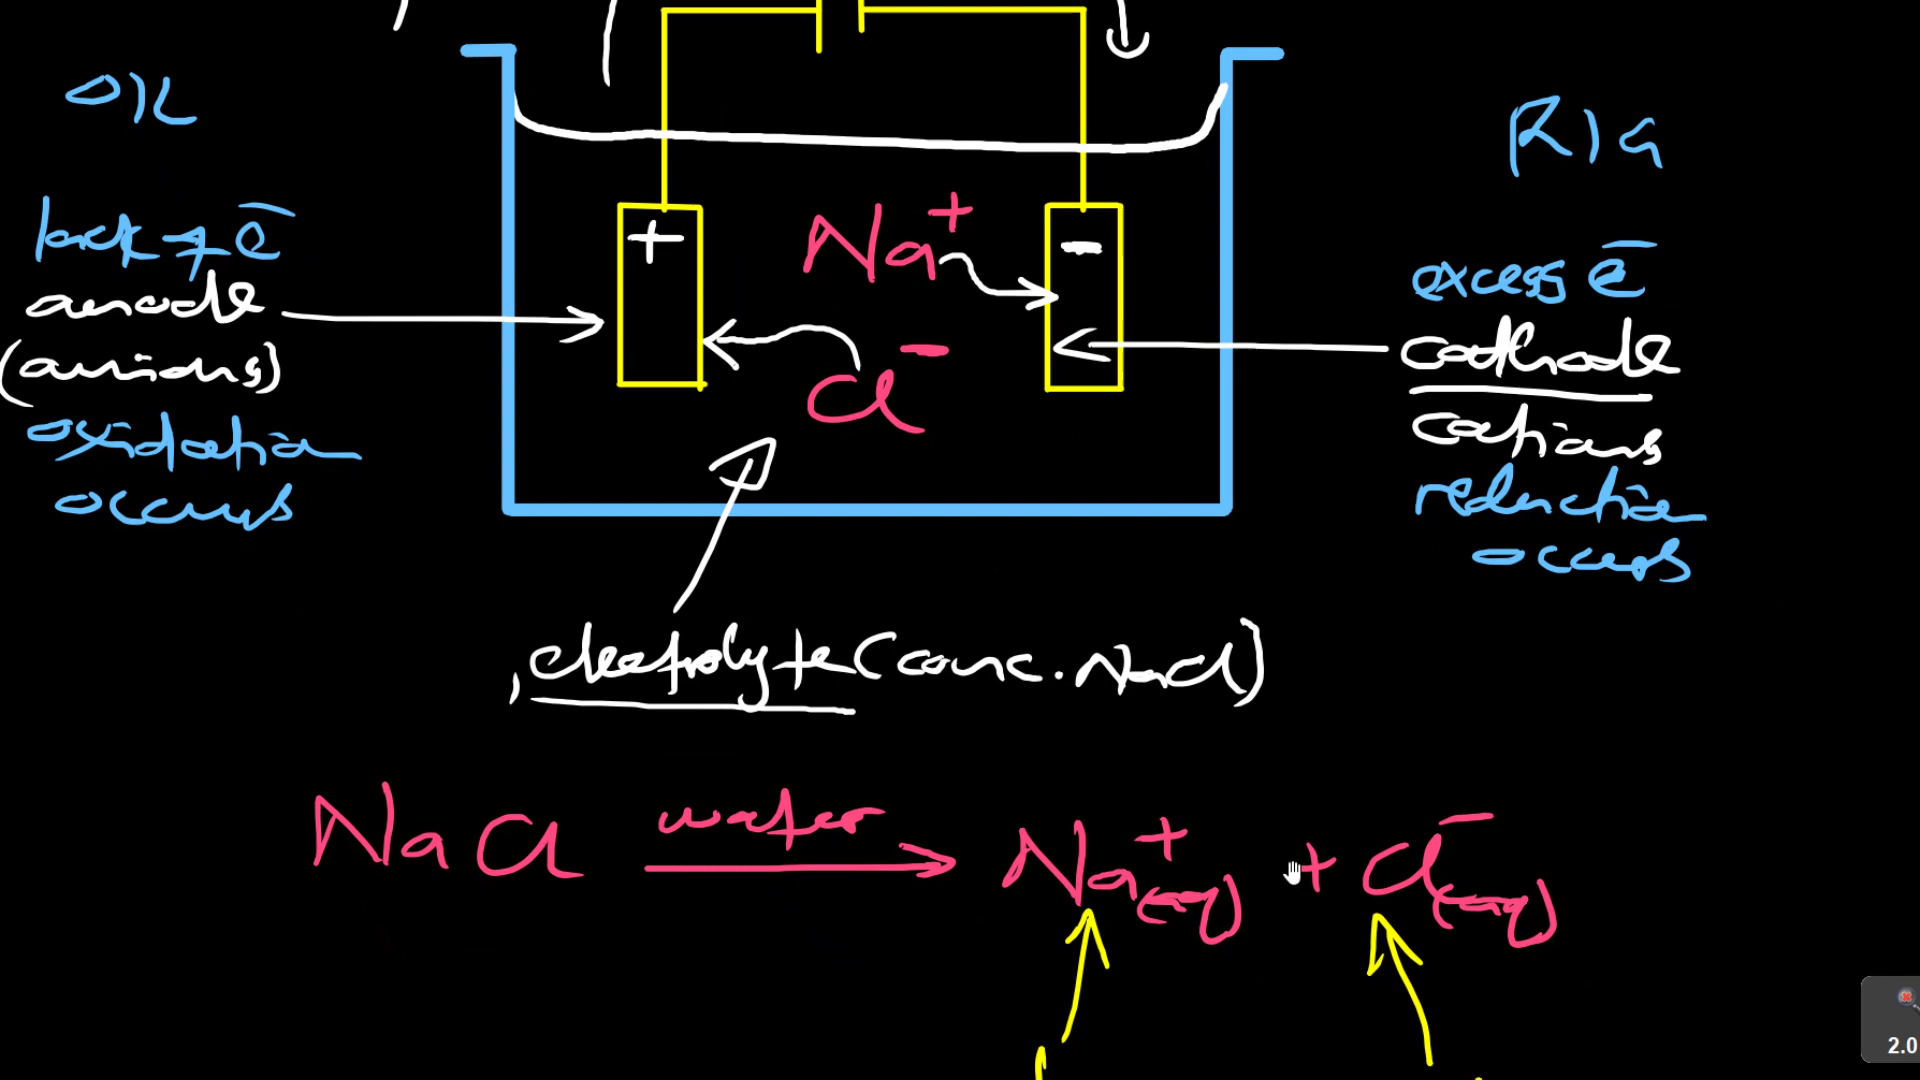 OIL
RIG
lack of e⁻
anode
(anions)
oxidation
occurs
+
Na⁺
Cl⁻
-
excess e⁻
cathode
cations
reduction
occurs
electrolyte (conc. NaCl)
NaCl water → Na⁺(aq) + Cl⁻(aq)
2.0